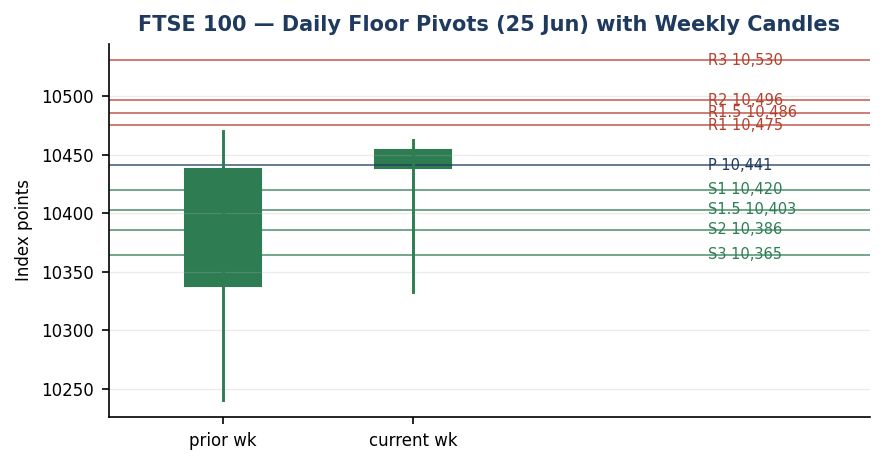 FTSE 100 — Daily Floor Pivots (25 Jun) with Weekly Candles
Index points
10500
10450
10400
10350
10300
10250
R3 10,530
R2 10,496
R1.5 10,486
R1 10,475
P 10,441
S1 10,420
S1.5 10,403
S2 10,386
S3 10,365
prior wk
current wk